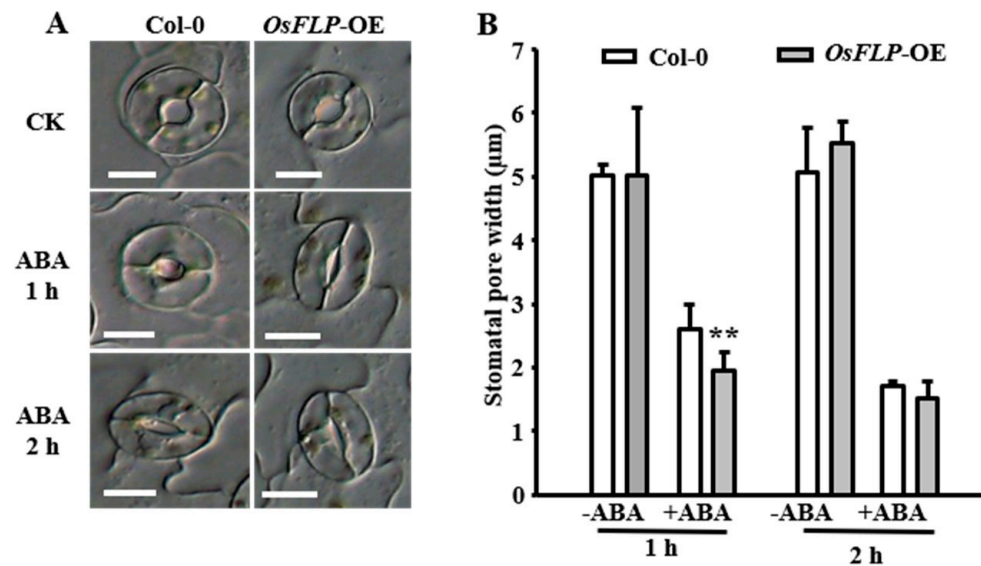 A
Col-0 OsFLP-OE
CK
ABA
1 h
ABA
2 h
B
Col-0 OsFLP-OE
Stomatal pore width (µm)
7
6
5
4
3
2
1
0
**
-ABA +ABA -ABA +ABA
1 h 2 h